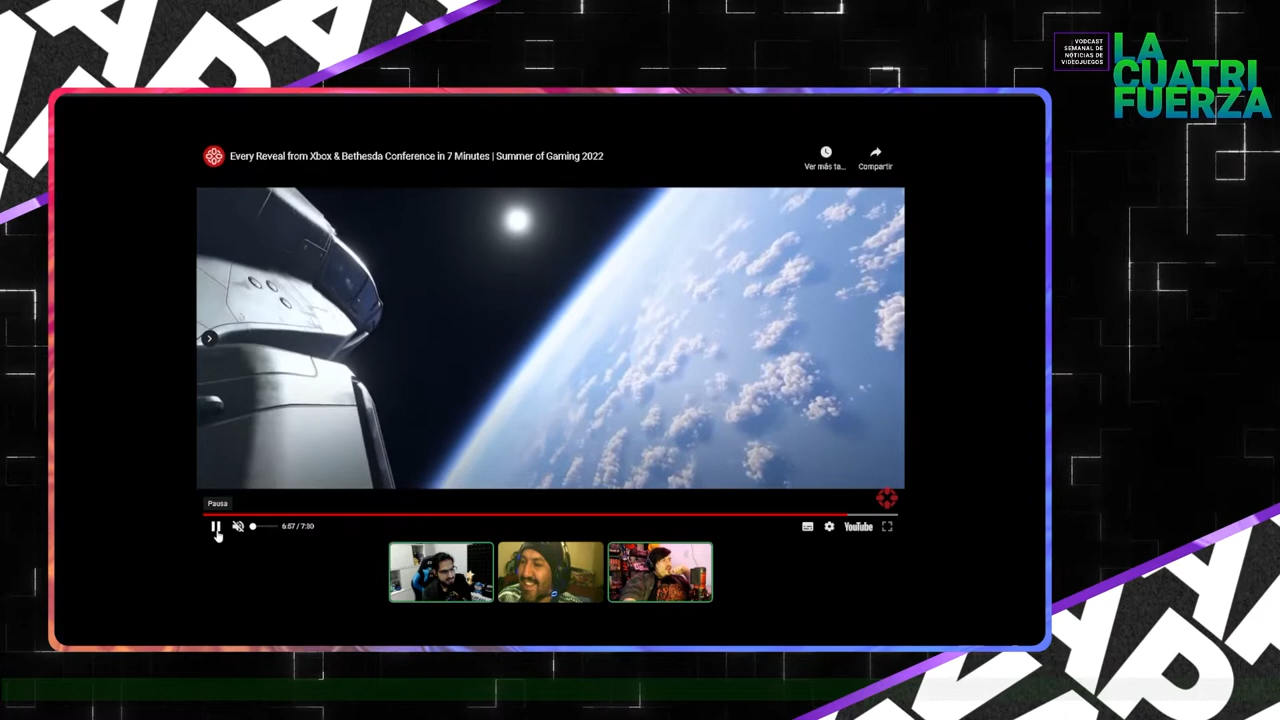 VODCAST
SEMANAL DE
NOTICIAS DE
VIDEOJUEGOS
LA
CUATRI
FUERZA
Every Reveal from Xbox & Bethesda Conference in 7 Minutes | Summer of Gaming 2022
Ver más ta...
Compartir
Pausa
6:57 / 7:30
YouTube